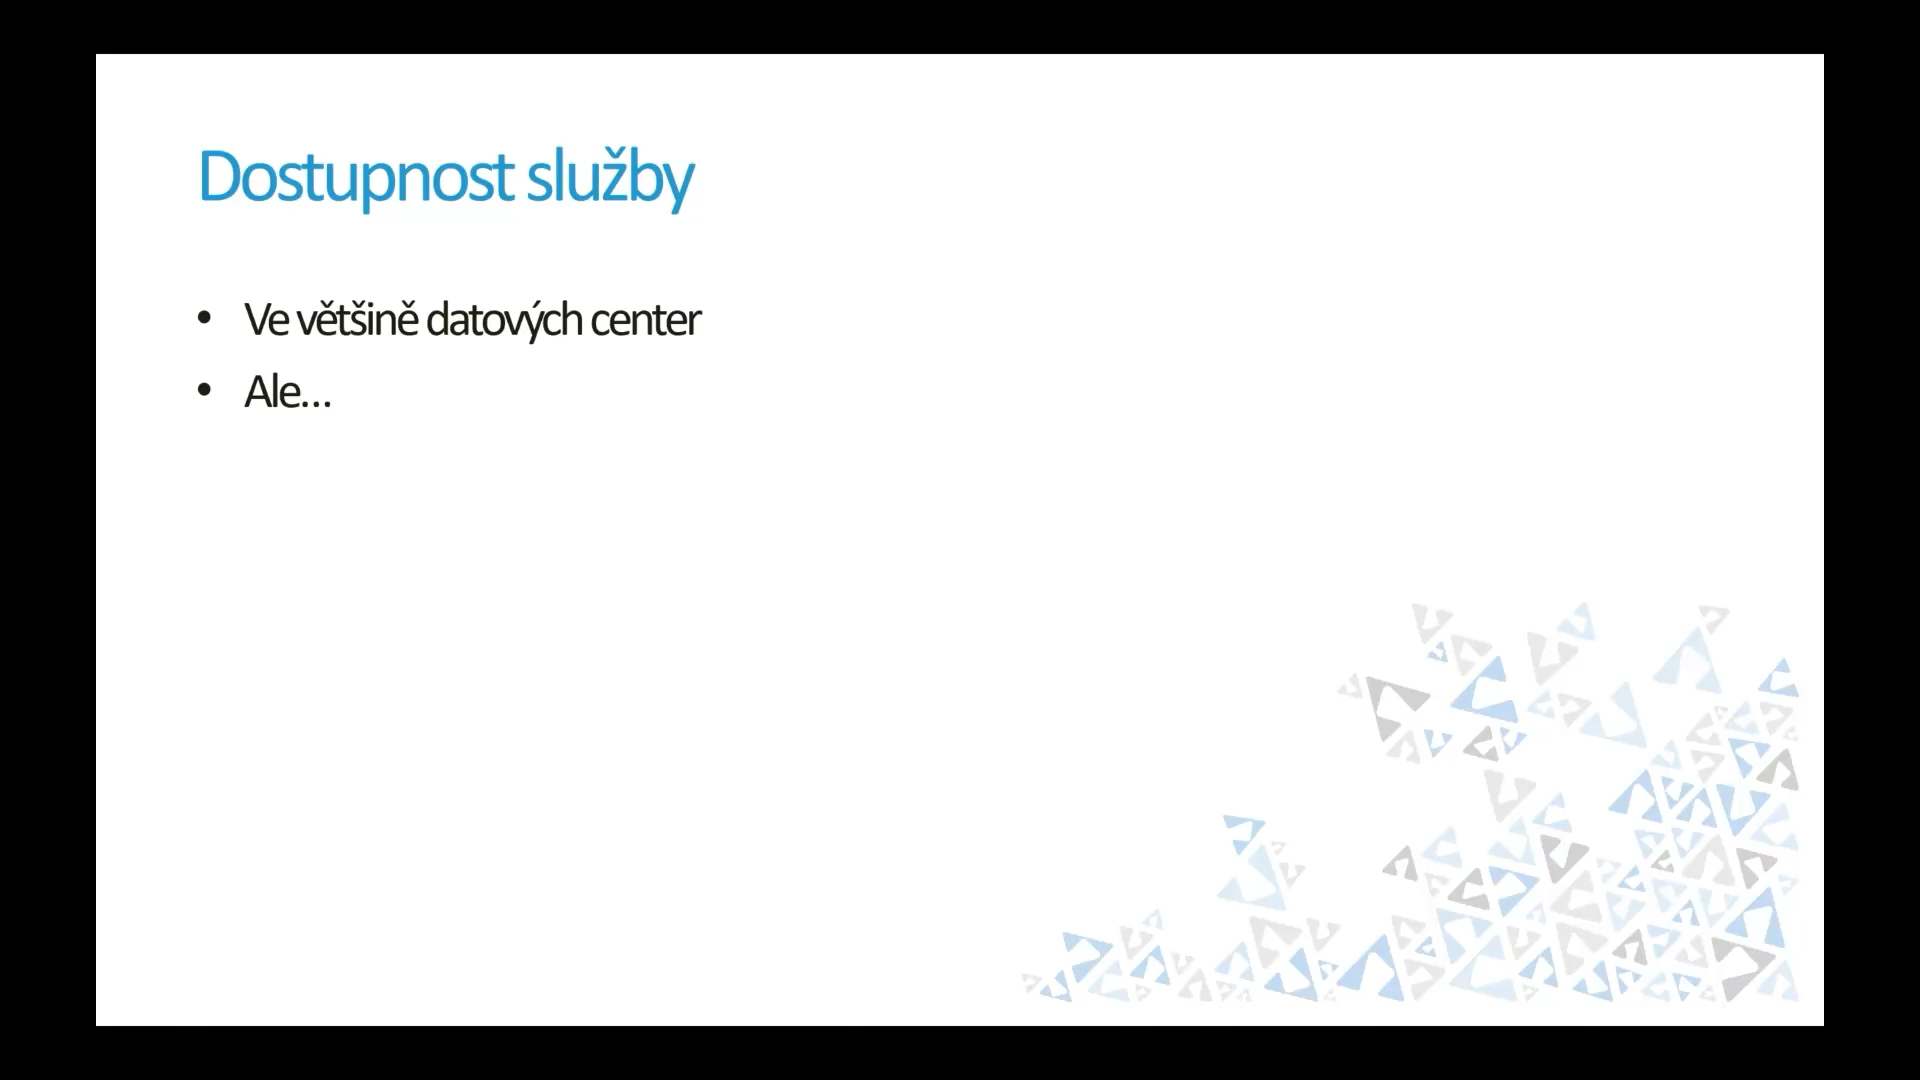 Dostupnost služby
• Ve většině datových center
• Ale…